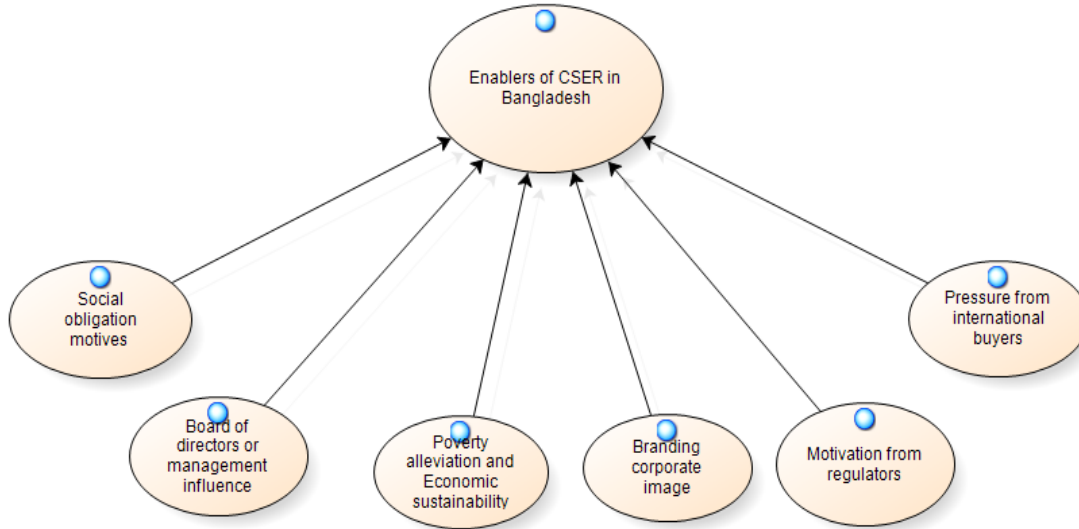 Enablers of CSER in
Bangladesh
Social
obligation
motives
Board of
directors or
management
influence
Poverty
alleviation and
Economic
sustainability
Branding
corporate
image
Motivation from
regulators
Pressure from
international
buyers